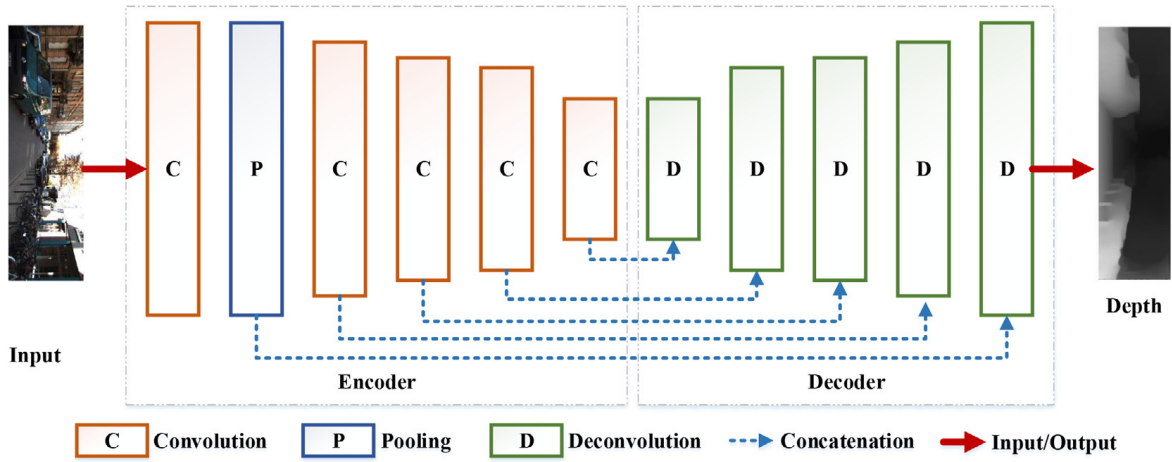 C P C C C C D D D D D
Input
Depth
Encoder Decoder
C Convolution P Pooling D Deconvolution Concatenation Input/Output